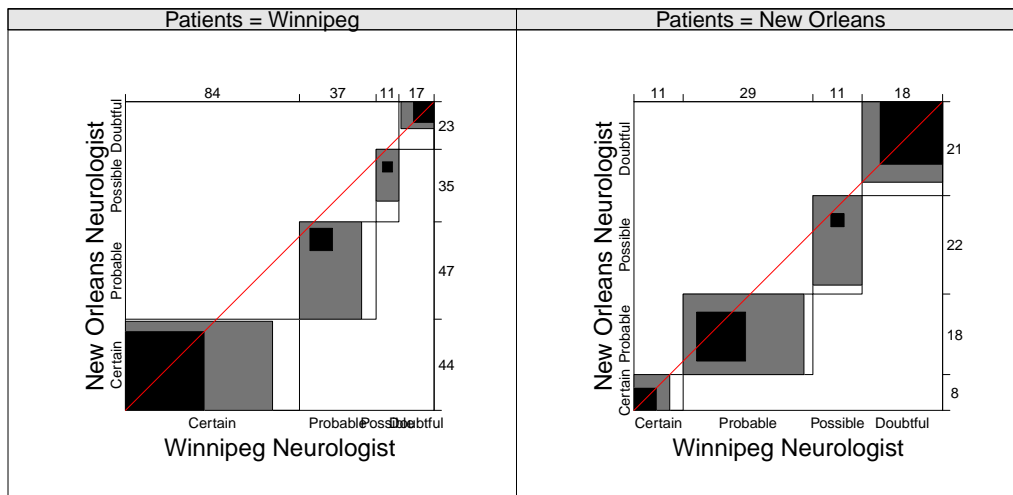 Patients = Winnipeg
84 37 11 17
New Orleans Neurologist
Certain Probable Possible Doubtful
23
35
47
44
Certain Probable Possible Doubtful
Winnipeg Neurologist
Patients = New Orleans
11 29 11 18
New Orleans Neurologist
Certain Probable Possible Doubtful
21
22
18
8
Certain Probable Possible Doubtful
Winnipeg Neurologist